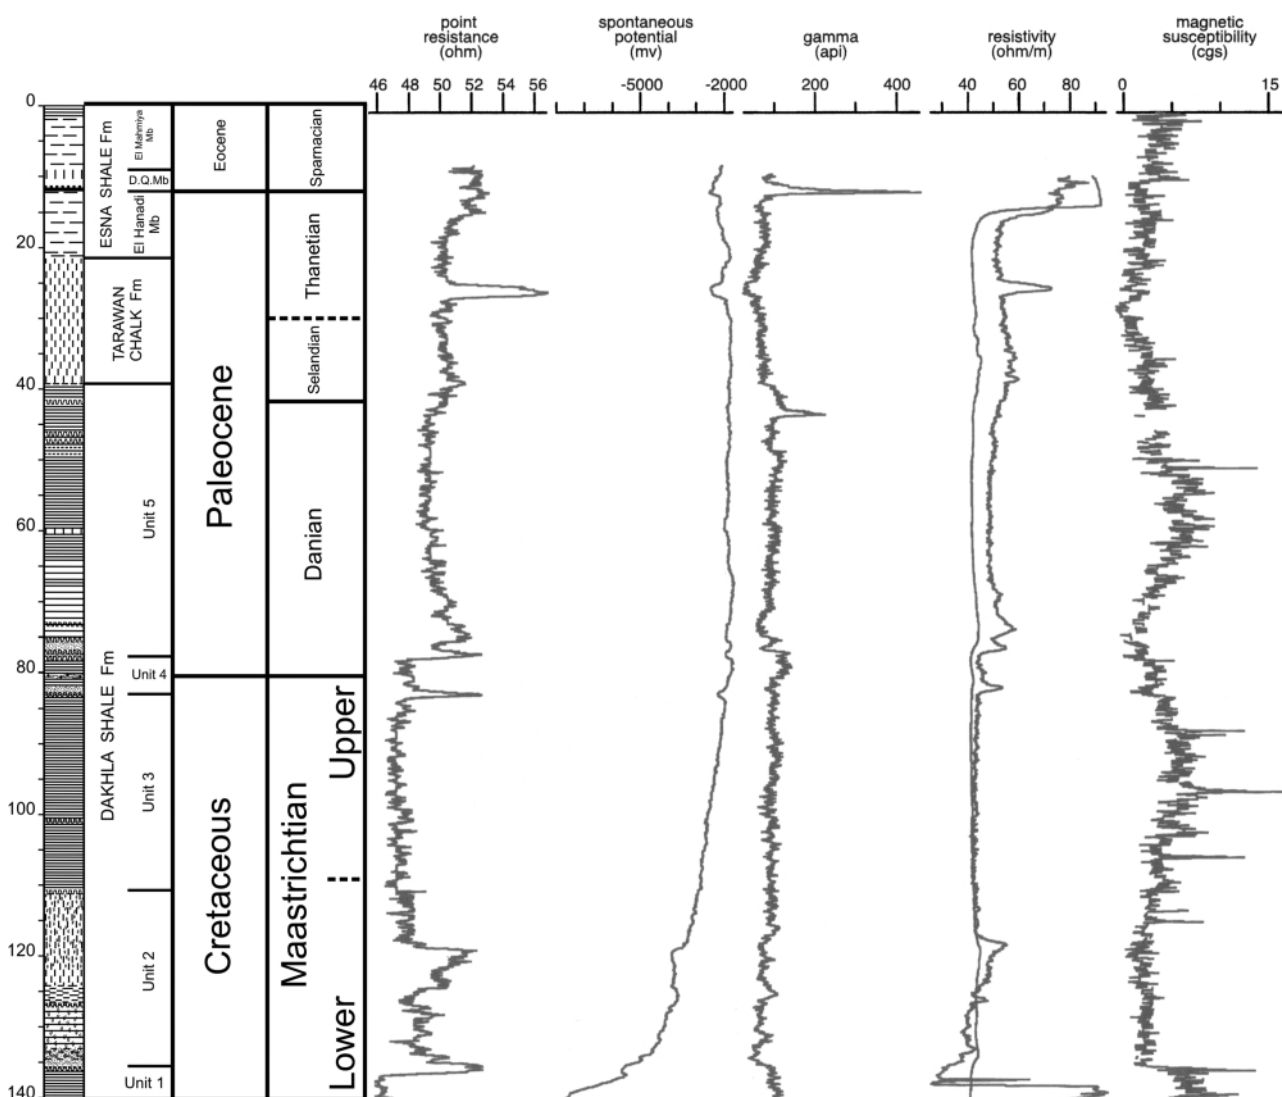 point
resistance
(ohm)
spontaneous
potential
(mv)
gamma
(api)
resistivity
(ohm/m)
magnetic
susceptibility
(cgs)
46 48 50 52 54 56
-5000 -2000
200 400
40 60 80
0 15
0
20
40
60
80
100
120
140
ESNA SHALE Fm
El Mahmiya
Mb
D.Q.Mb
El Hanadi
Mb
TARAWAN
CHALK Fm
DAKHLA SHALE Fm
Unit 5
Unit 4
Unit 3
Unit 2
Unit 1
Eocene
Paleocene
Cretaceous
Sparnacian
Thanetian
Selandian
Danian
Maastrichtian
Upper
Lower